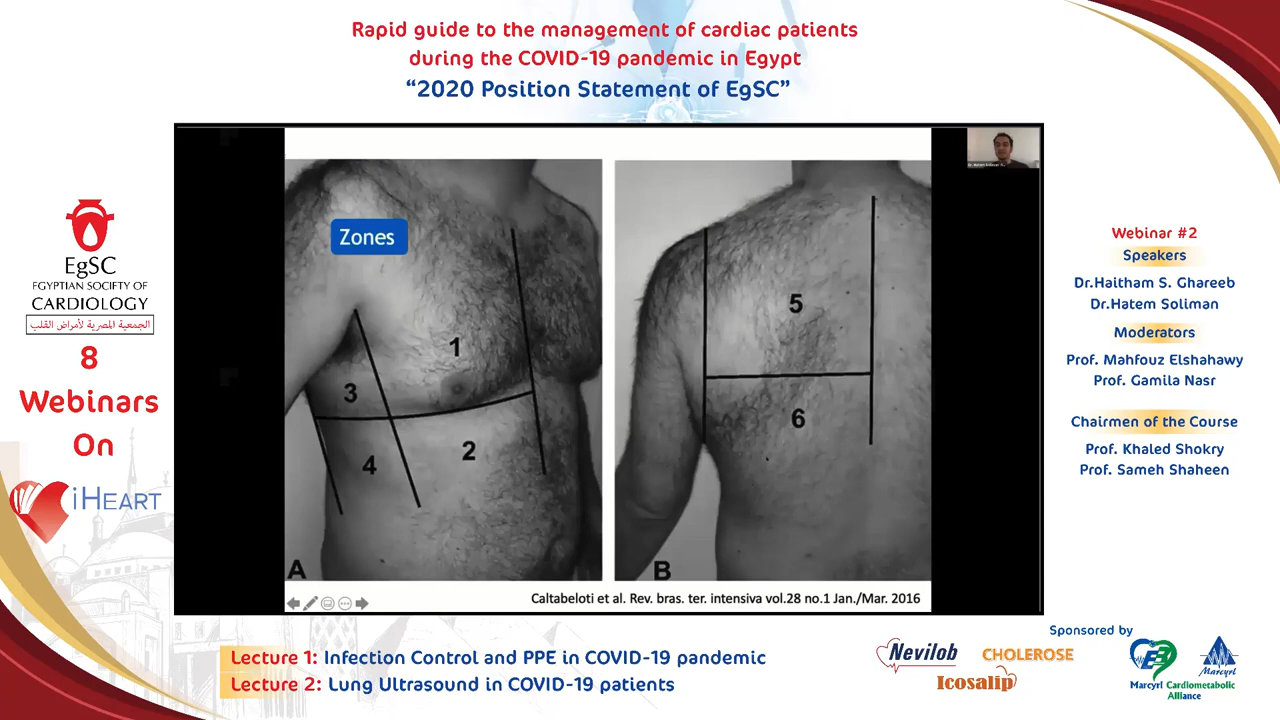 Rapid guide to the management of cardiac patients
during the COVID-19 pandemic in Egypt
“2020 Position Statement of EgSC”
EgSC
EGYPTIAN SOCIETY OF
CARDIOLOGY
الجمعية المصرية لأمراض القلب
8
Webinars
On
iHEART
Zones
1
2
3
4
A
5
6
B
Caltabeloti et al. Rev. bras. ter. intensiva vol.28 no.1 Jan./Mar. 2016
Webinar #2
Speakers
Dr.Haitham S. Ghareeb
Dr.Hatem Soliman
Moderators
Prof. Mahfouz Elshahawy
Prof. Gamila Nasr
Chairmen of the Course
Prof. Khaled Shokry
Prof. Sameh Shaheen
Lecture 1: Infection Control and PPE in COVID-19 pandemic
Lecture 2: Lung Ultrasound in COVID-19 patients
Sponsored by
Nevilob
CHOLEROSE
Icosalip
Marcyrl Cardiometabolic
Alliance
Marcyrl